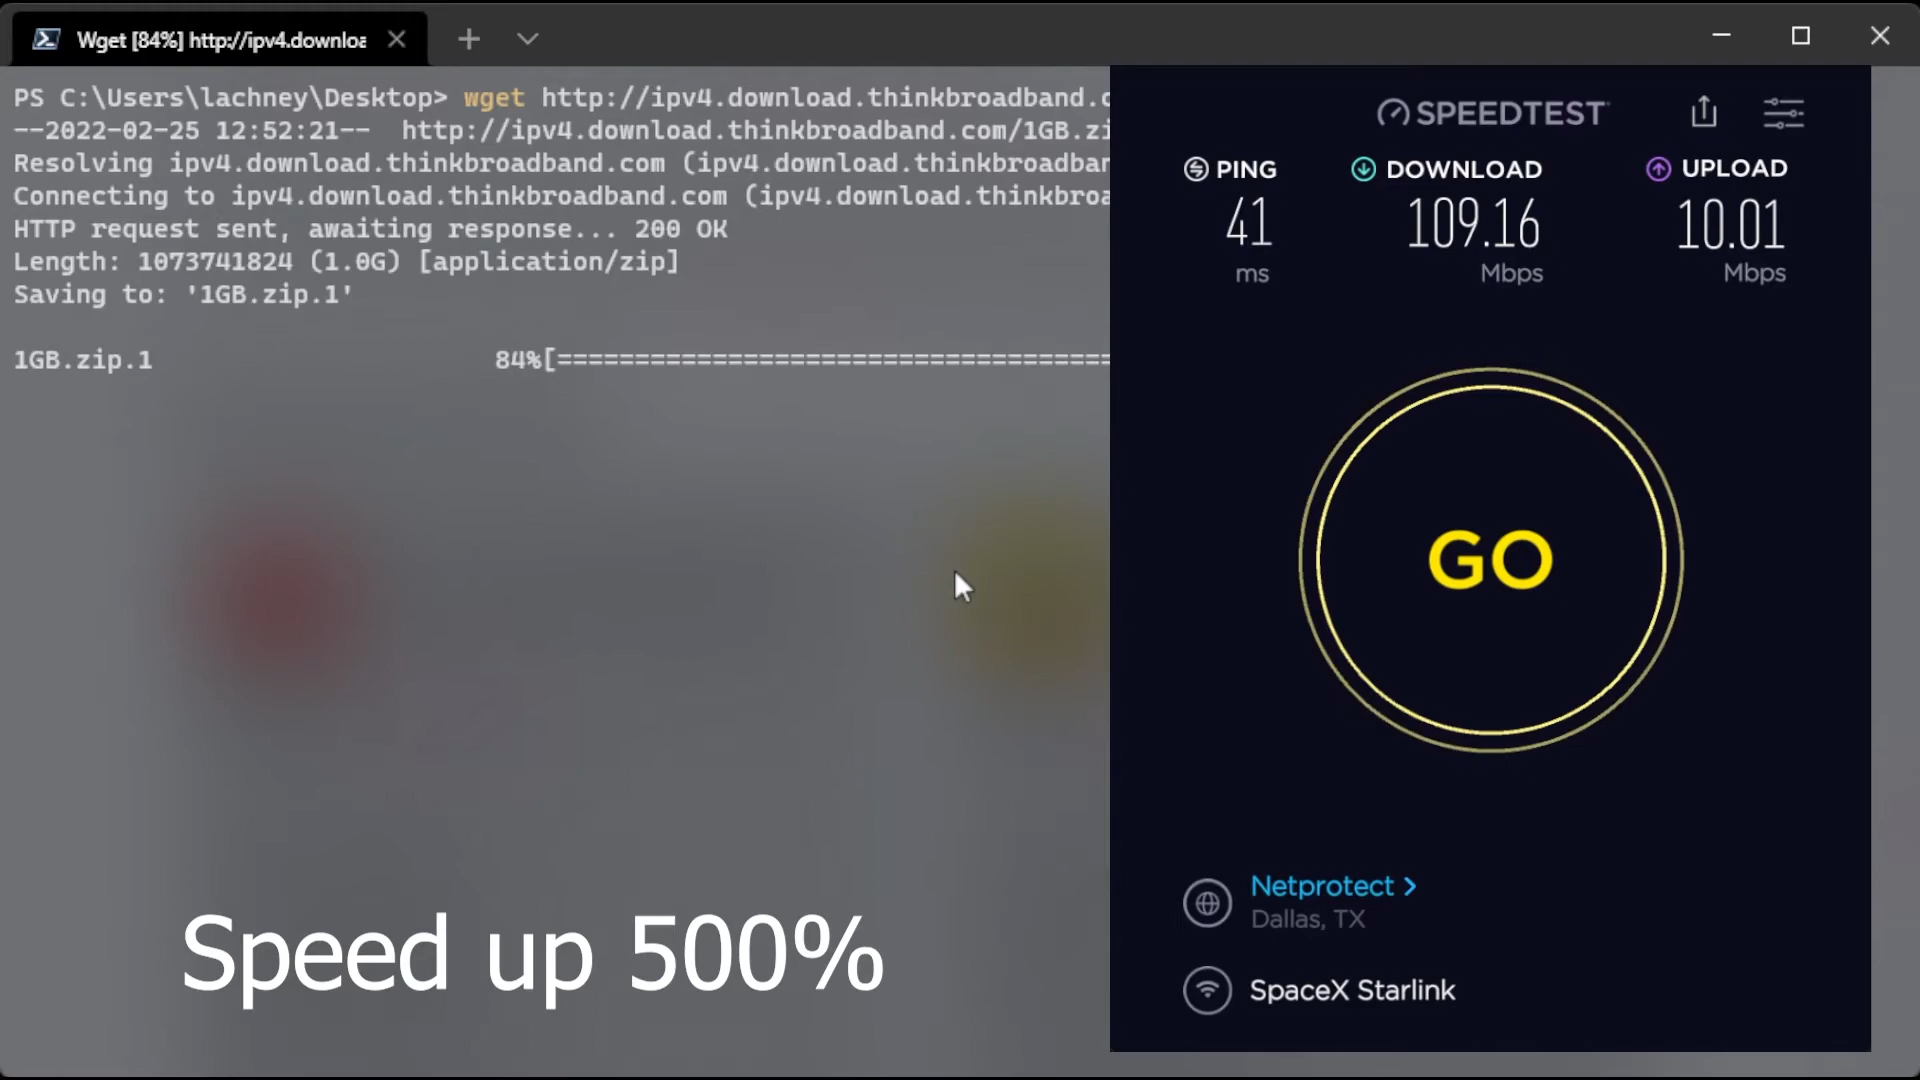 Wget [84%] http://ipv4.downloa
PS C:\Users\lachney\Desktop> wget http://ipv4.download.thinkbroadband.c
--2022-02-25 12:52:21--  http://ipv4.download.thinkbroadband.com/1GB.zi
Resolving ipv4.download.thinkbroadband.com (ipv4.download.thinkbroadban
Connecting to ipv4.download.thinkbroadband.com (ipv4.download.thinkbroa
HTTP request sent, awaiting response... 200 OK
Length: 1073741824 (1.0G) [application/zip]
Saving to: '1GB.zip.1'
1GB.zip.1                      84%[====================================
Speed up 500%
SPEEDTEST
PING DOWNLOAD UPLOAD
41 109.16 10.01
ms Mbps Mbps
GO
Netprotect >
Dallas, TX
SpaceX Starlink